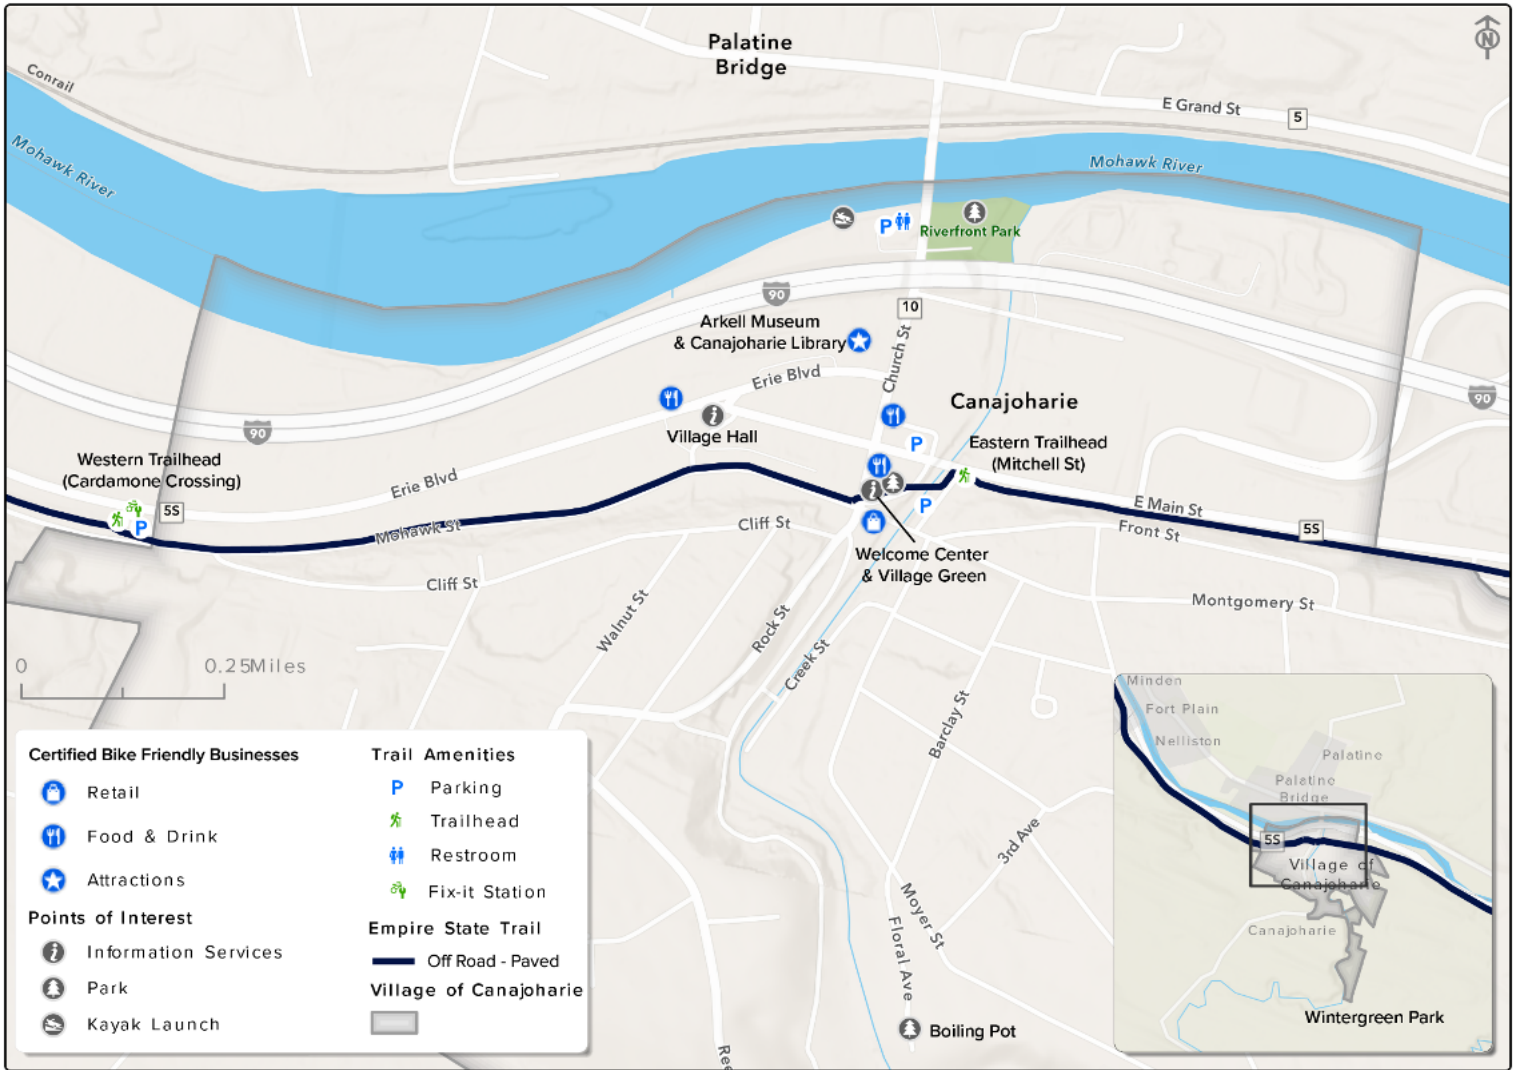 Palatine
Bridge
N
Conrail
E Grand St
5
Mohawk River
Mohawk River
P
Riverfront Park
90
10
Arkell Museum
& Canajoharie Library
Church St
Erie Blvd
Canajoharie
90
90
Village Hall
P
Eastern Trailhead
(Mitchell St)
Western Trailhead
(Cardamone Crossing)
Erie Blvd
5S
P
Mohawk St
Cliff St
P
E Main St
Front St
5S
Welcome Center
& Village Green
Cliff St
Walnut St
Rock St
Creek St
Montgomery St
0
0.25Miles
Barclay St
3rd Ave
Moyer St
Floral Ave
Boiling Pot
Certified Bike Friendly Businesses
Retail
Food & Drink
Attractions
Points of Interest
Information Services
Park
Kayak Launch
Trail Amenities
P
Parking
Trailhead
Restroom
Fix-it Station
Empire State Trail
Off Road - Paved
Village of Canajoharie
Minden
Fort Plain
Nelliston
Palatine
Palatine
Bridge
5S
Village of
Canajoharie
Canajoharie
Wintergreen Park